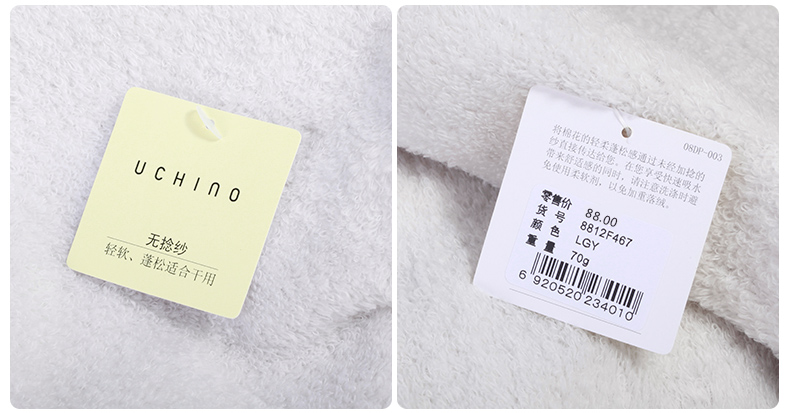 UCHINO
无捻纱
轻软、蓬松适合干用
08DP-003
将棉花的轻柔蓬松感通过未经加捻的
纱直接传达给您。在您享受快速吸水
带来舒适感的同时，请注意洗涤时避
免使用柔软剂，以免加重落绒。
零售价 88.00
货 号 8812F467
颜 色 LGY
重 量 70g
6 920520 234010